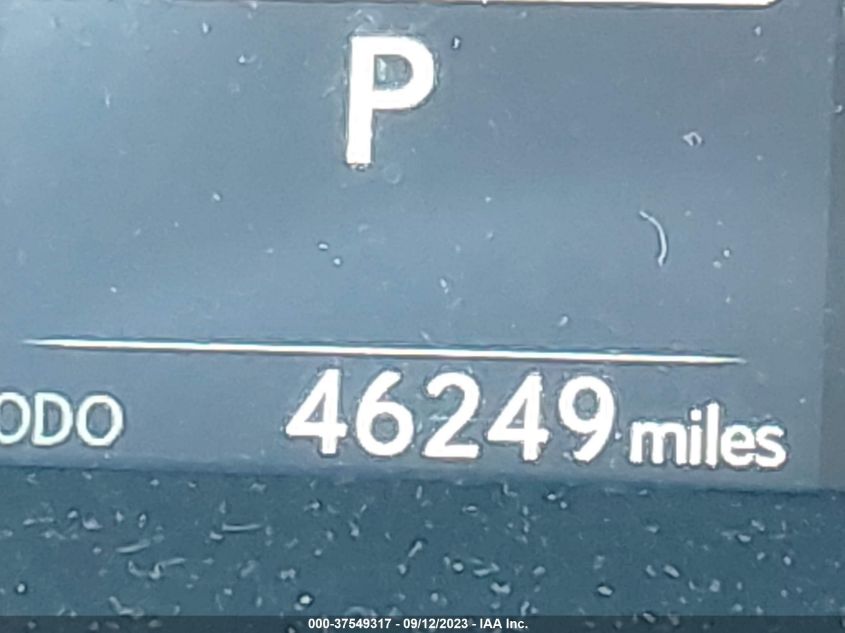 P
ODO 46249 miles
000-37549317 - 09/12/2023 - IAA Inc.